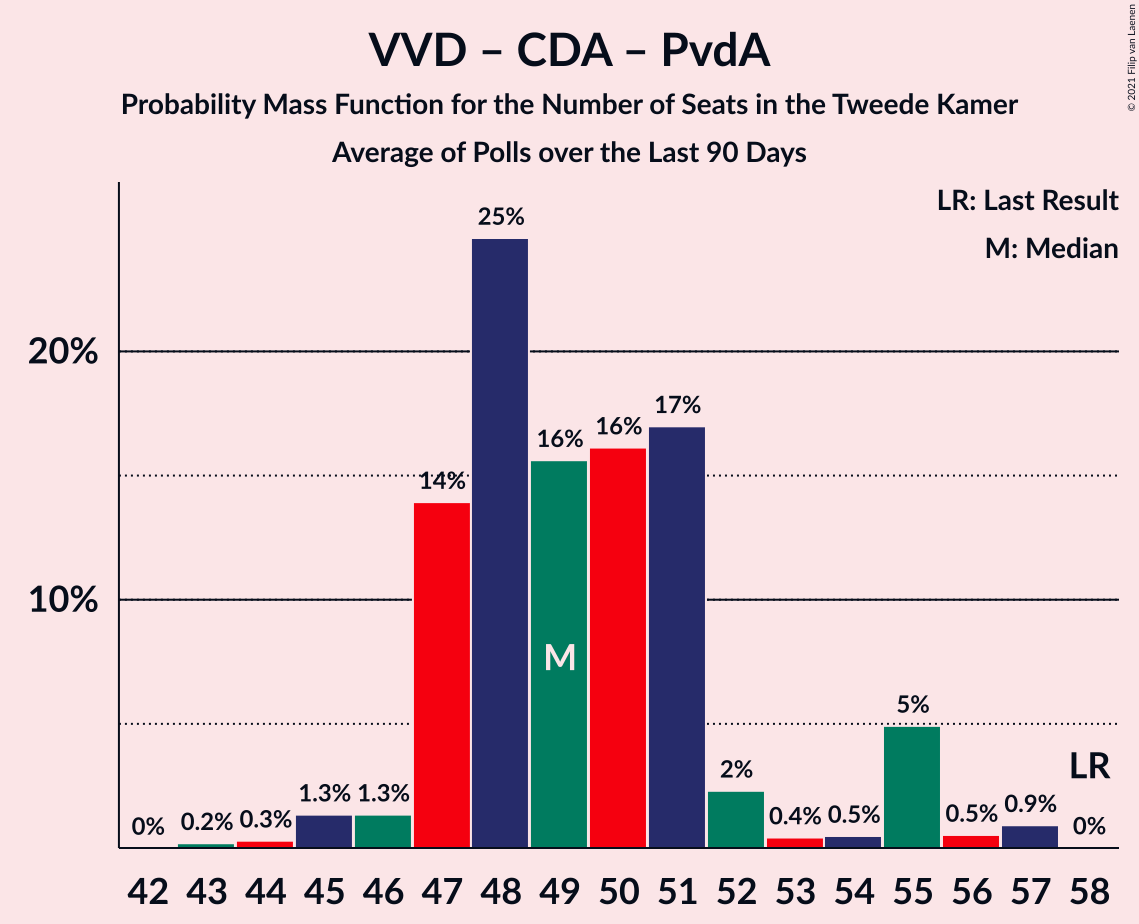 VVD – CDA – PvdA
Probability Mass Function for the Number of Seats in the Tweede Kamer
Average of Polls over the Last 90 Days
© 2021 Filip van Laenen
LR: Last Result
M: Median
20%
10%
0%
0.2%
0.3%
1.3%
1.3%
14%
25%
16%
16%
17%
2%
0.4%
0.5%
5%
0.5%
0.9%
0%
M
LR
42 43 44 45 46 47 48 49 50 51 52 53 54 55 56 57 58